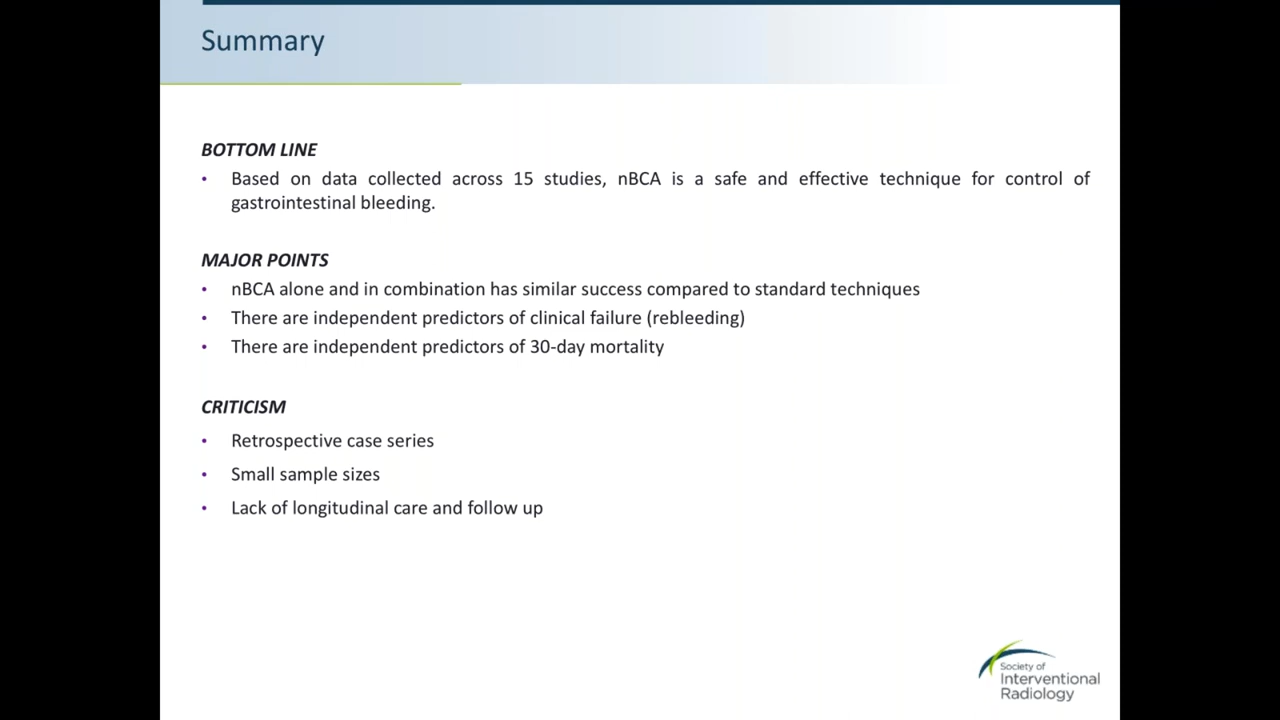 Summary
BOTTOM LINE
• Based on data collected across 15 studies, nBCA is a safe and effective technique for control of
gastrointestinal bleeding.
MAJOR POINTS
• nBCA alone and in combination has similar success compared to standard techniques
• There are independent predictors of clinical failure (rebleeding)
• There are independent predictors of 30-day mortality
CRITICISM
• Retrospective case series
• Small sample sizes
• Lack of longitudinal care and follow up
Society of
Interventional
Radiology